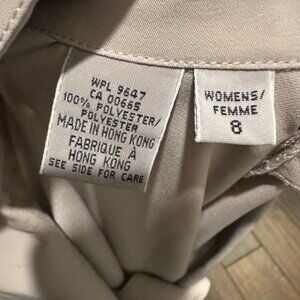 WPL 9647
CA 00665
100% POLYESTER/
POLYESTER
MADE IN HONG KONG
FABRIQUE À
HONG KONG
SEE SIDE FOR CARE
WOMENS/
FEMME
8